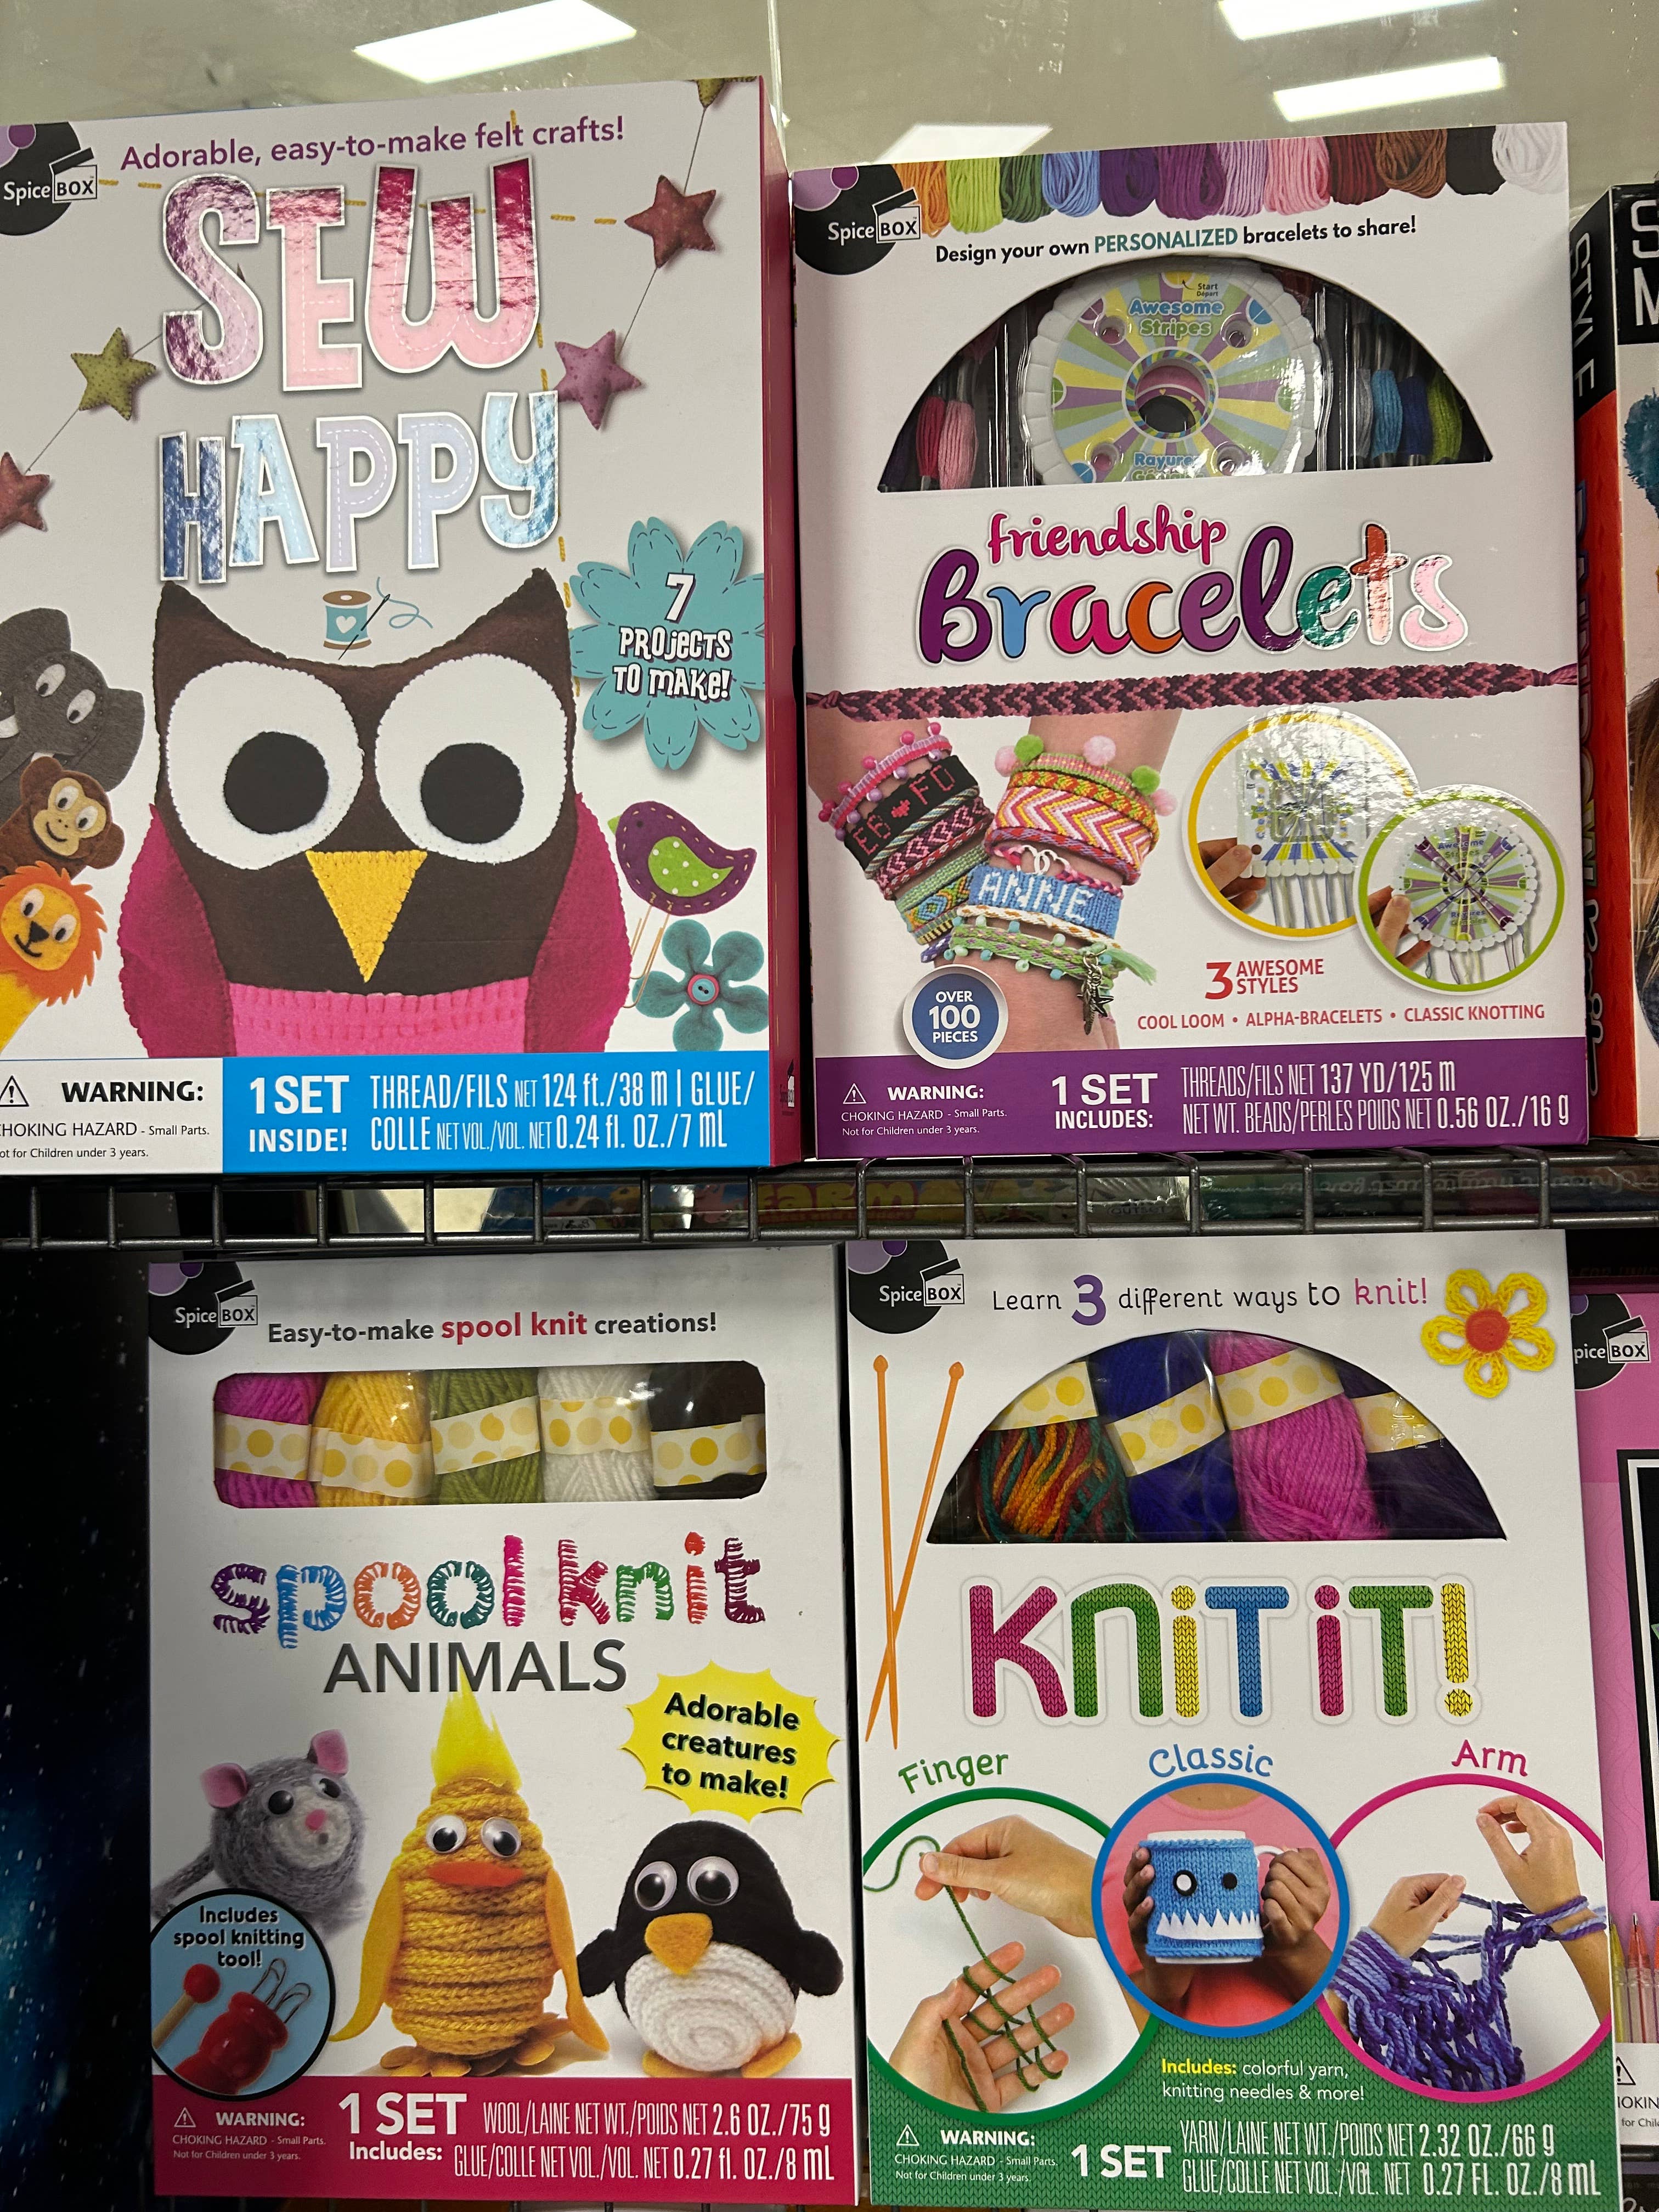 Adorable, easy-to-make felt crafts!
Spice BOX
SEW
HAPPY
7
PROJECTS
TO MAKE!
WARNING:
CHOKING HAZARD - Small Parts.
Not for Children under 3 years.
1 SET
INSIDE!
THREAD/FILS NET 124 ft./38 m | GLUE/
COLLE NET VOL./VOL. NET 0.24 fl. OZ./7 mL
Spice BOX
Design your own PERSONALIZED bracelets to share!
Start
Départ
Awesome
Stripes
friendship
Bracelets
ANNE
OVER
100
PIECES
3 AWESOME
STYLES
COOL LOOM • ALPHA-BRACELETS • CLASSIC KNOTTING
WARNING:
CHOKING HAZARD - Small Parts.
Not for Children under 3 years.
1 SET
INCLUDES:
THREADS/FILS NET 137 YD/125 m
NET WT. BEADS/PERLES POIDS NET 0.56 OZ./16 g
STYLE
Spice BOX
Easy-to-make spool knit creations!
spool knit
ANIMALS
Adorable
creatures
to make!
Includes
spool knitting
tool!
WARNING:
CHOKING HAZARD - Small Parts.
Not for Children under 3 years.
1 SET
Includes:
WOOL/LAINE NET WT./POIDS NET 2.6 OZ./75 g
GLUE/COLLE NET VOL./VOL. NET 0.27 fl. OZ./8 mL
Spice BOX
Learn 3 different ways to knit!
KNIT IT!
Finger
Classic
Arm
Includes: colorful yarn,
knitting needles & more!
WARNING:
CHOKING HAZARD - Small Parts.
Not for Children under 3 years.
1 SET
YARN/LAINE NET WT./POIDS NET 2.32 OZ./66 g
GLUE/COLLE NET VOL./VOL. NET 0.27 FL. OZ./8 mL
BOX